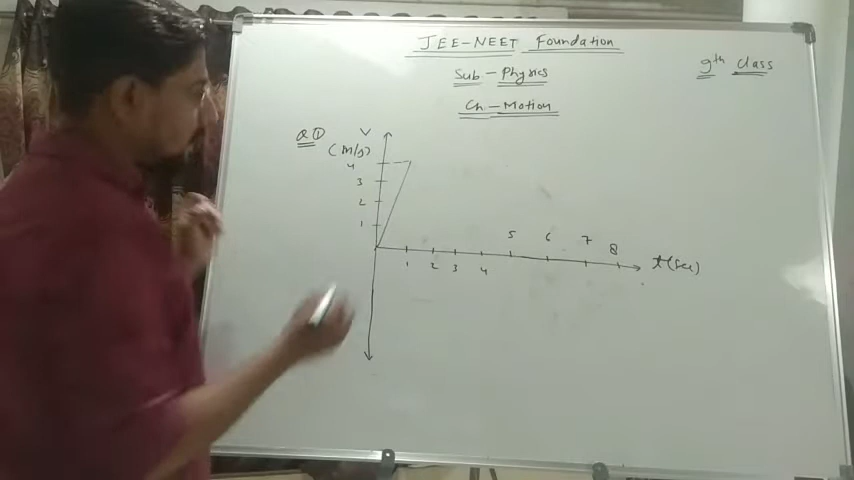 JEE-NEET Foundation
9th class
Sub - Physics
Ch - Motion
Q ① V
(m/s)
4
3
2
1
5 6 7 8
t(sec)
1 2 3 4